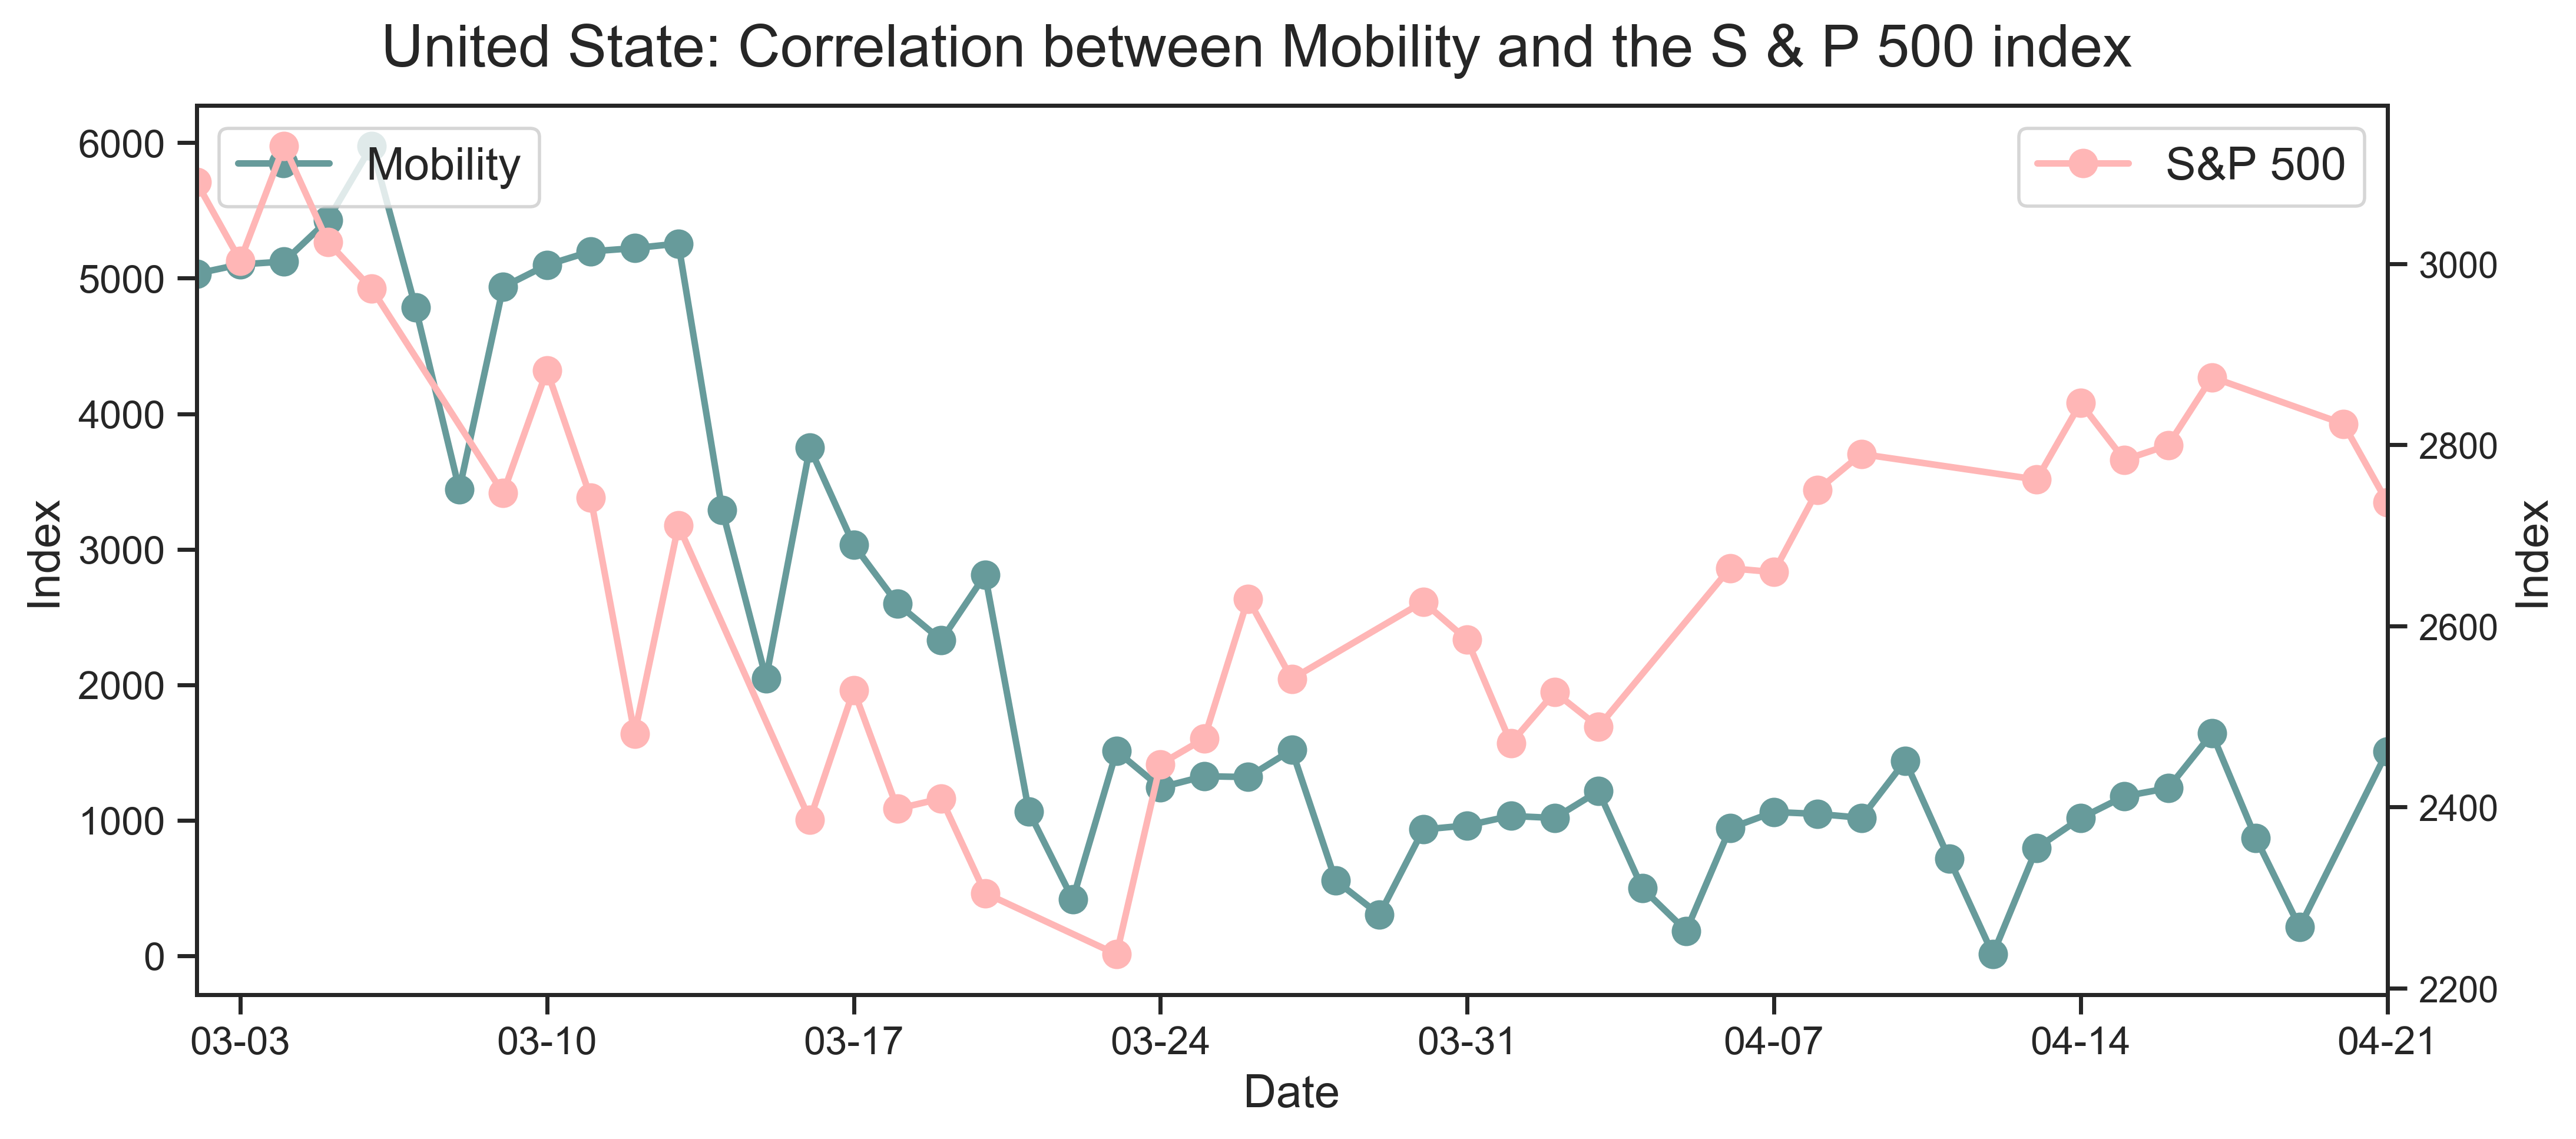 United State: Correlation between Mobility and the S & P 500 index
Mobility
S&P 500
6000
5000
4000
3000
2000
1000
0
Index
3000
2800
2600
2400
2200
Index
03-03 03-10 03-17 03-24 03-31 04-07 04-14 04-21
Date